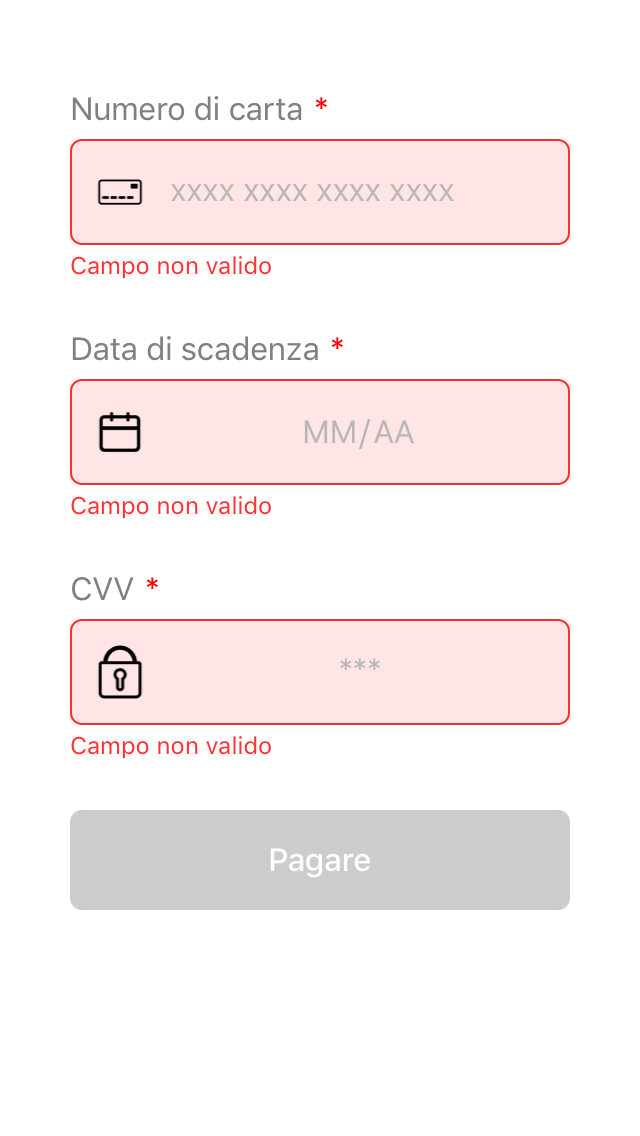 Numero di carta *
xxxx xxxx xxxx xxxx
Campo non valido
Data di scadenza *
MM/AA
Campo non valido
CVV *
***
Campo non valido
Pagare